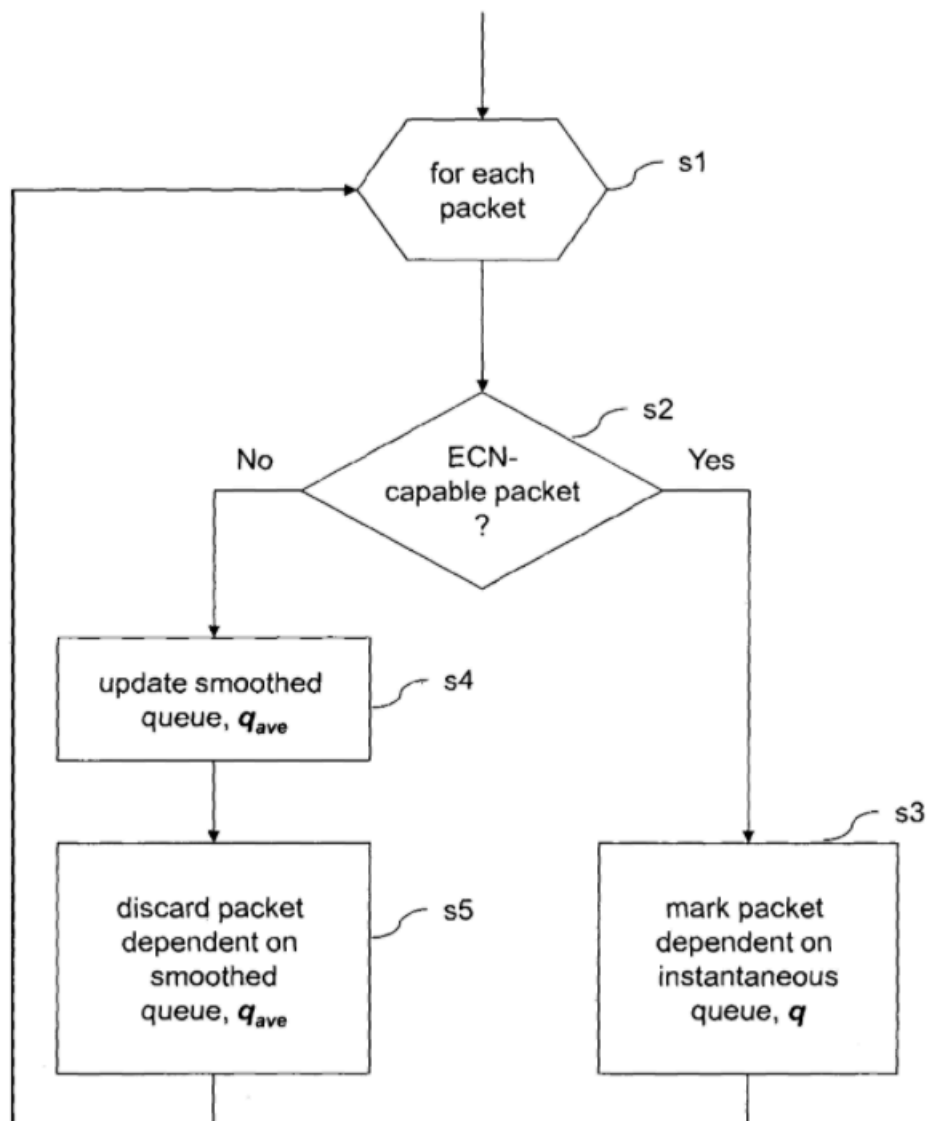 for each
packet
s1
s2
No
ECN-
capable packet
?
Yes
update smoothed
queue, qave
s4
s3
discard packet
dependent on
smoothed
queue, qave
s5
mark packet
dependent on
instantaneous
queue, q